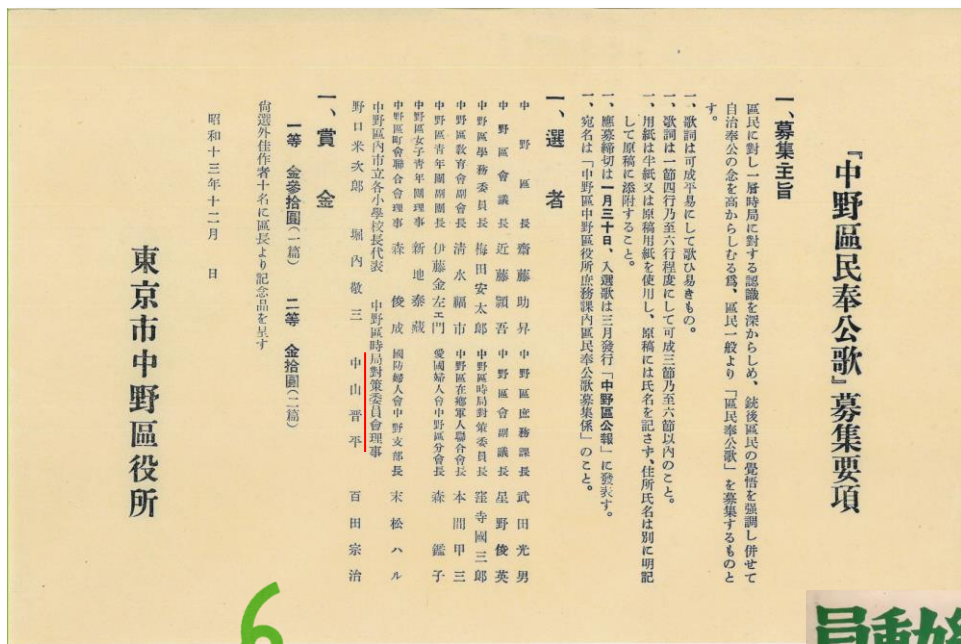 『中野區民奉公歌』募集要項
一、募集主旨
區民に對し一層時局に對する認識を深からしめ、銃後區民の覺悟を強調し併せて
自治奉公の念を高からしむる爲、區民一般より「區民奉公歌」を募集するものと
す。
一、歌詞は可成平易にして歌ひ易きもの。
一、歌詞は一節四行乃至六行程度にして可成三節乃至六節以内のこと。
一、用紙は半紙又は原稿用紙を使用し、原稿には氏名を記さず、住所氏名は別に明記
して原稿に添附すること。
一、應募締切は一月三十日、入選歌は三月發行「中野區公報」に發表す。
一、宛名は「中野區中野區役所庶務課内區民奉公歌募集係」のこと。
一、選者
中野區長 齋藤助昇 中野區庶務課長 武田光男
中野區會議長 近藤顯吾 中野區會副議長 星野俊英
中野區學務委員長 梅田安太郎 中野區時局對策委員長 窪寺國三郎
中野區教育會副會長 清水福市 中野區在鄕軍人聯合會長 本間甲三
中野區靑年團副團長 伊藤金左エ門 愛國婦人會中野區分會長 森鑑子
中野區女子靑年團理事 新地泰藏 國防婦人會中野支部長 末松ハル
中野區町會聯合會理事 森俊成
中野區内市立各小學校長代表 中野區時局對策委員會理事
野口米次郎 堀内敬三 中山晋平 百田宗治
一、賞金
一等 金參拾圓(一篇) 二等 金拾圓(二篇)
尙選外佳作者十名に區長より記念品を呈す
昭和十三年十二月 日
東京市中野區役所
6